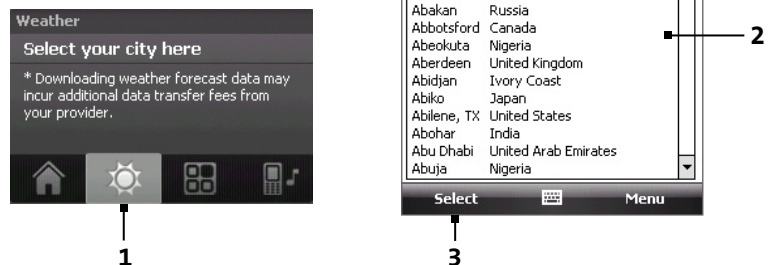 Weather
Select your city here
* Downloading weather forecast data may
incur additional data transfer fees from
your provider.
1
Abakan Russia
Abbotsford Canada
Abeokuta Nigeria
Aberdeen United Kingdom
Abidjan Ivory Coast
Abiko Japan
Abilene, TX United States
Abohar India
Abu Dhabi United Arab Emirates
Abuja Nigeria
Select Menu
2
3